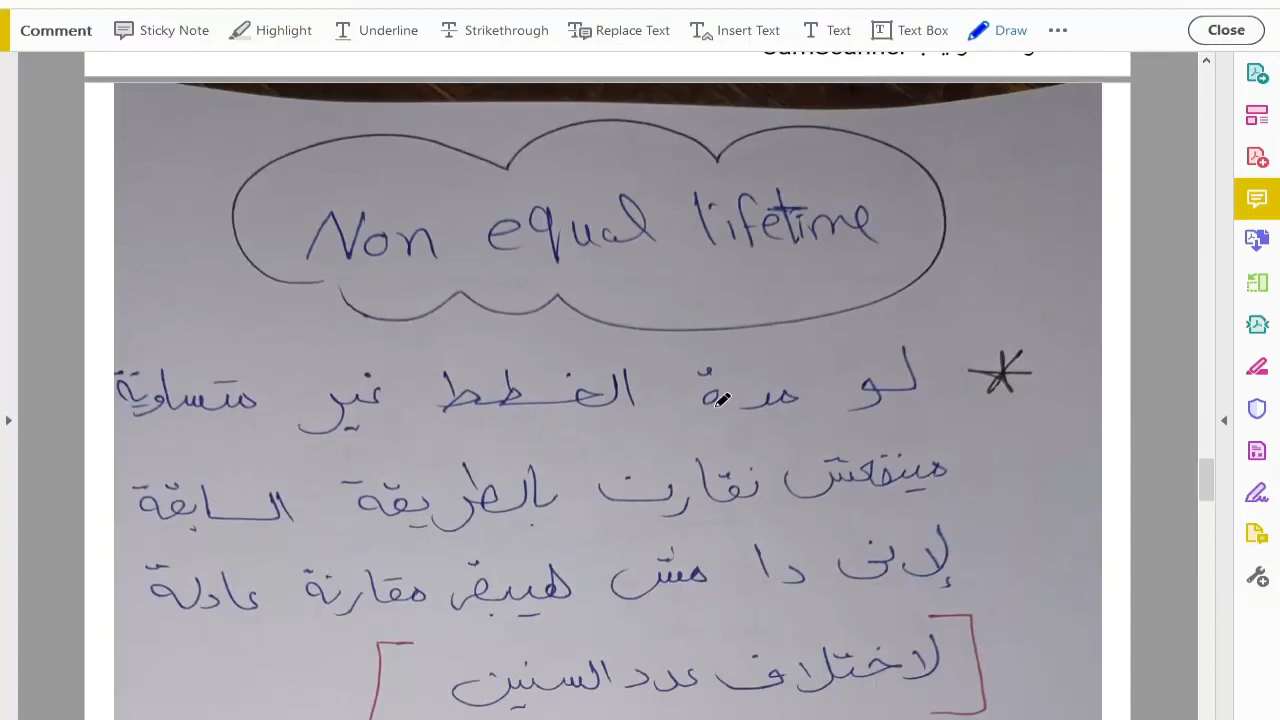 Comment Sticky Note Highlight Underline Strikethrough Replace Text Insert Text Text Text Box Draw Close
Non equal lifetime
* لو مدة الخطط غير متساوية
مينفعش نقارن بالطريقة السابقة
لإنى دا مش هيبقى مقارنة عادلة
[لاختلاف عدد السنين]